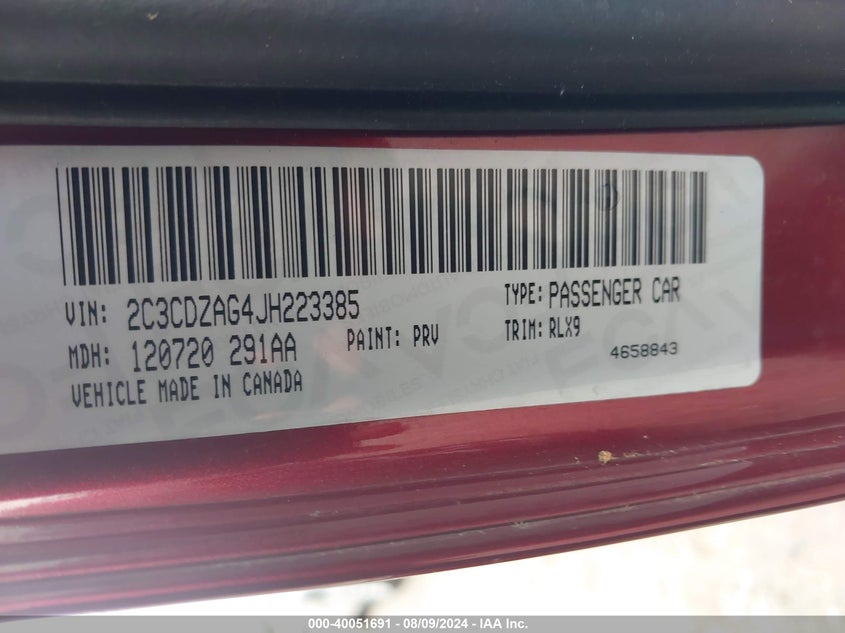 VIN: 2C3CDZAG4JH223385 TYPE: PASSENGER CAR
MDH: 120720 291AA PAINT: PRV TRIM: RLX9
VEHICLE MADE IN CANADA 4658843
000-40051691 - 08/09/2024 - IAA Inc.